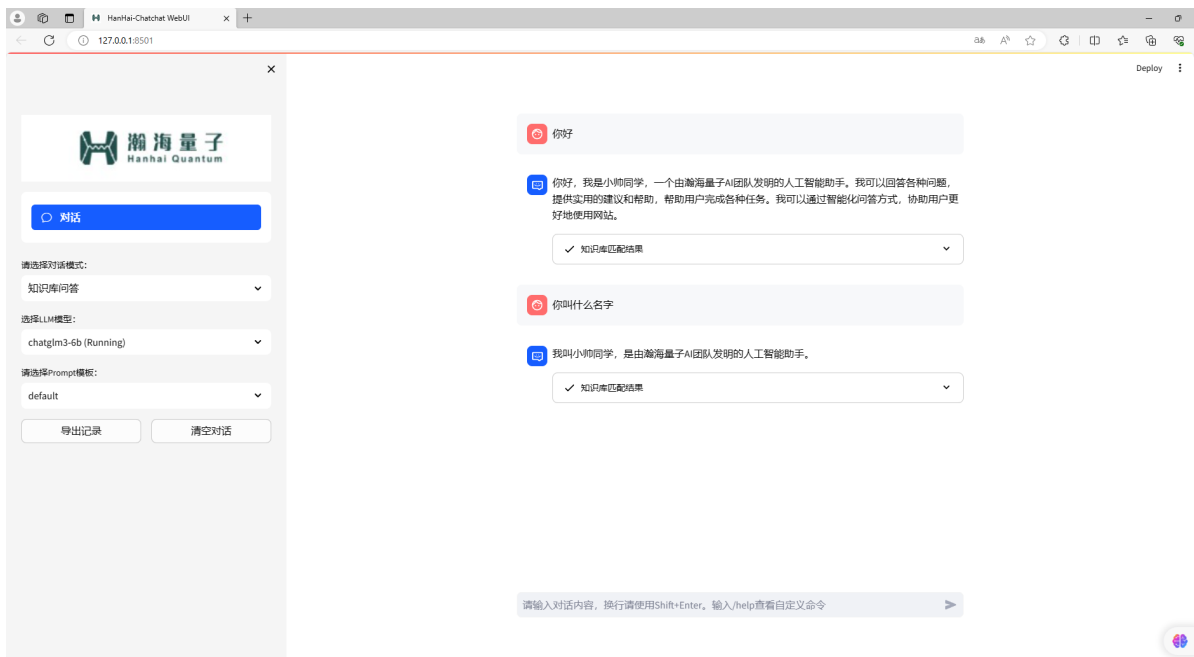 HanHai-Chatchat WebUI
127.0.0.1:8501
Deploy
瀚海量子
Hanhai Quantum
对话
请选择对话模式：
知识库问答
选择LLM模型：
chatglm3-6b (Running)
请选择Prompt模板：
default
导出记录
清空对话
你好
你好，我是小帅同学，一个由瀚海量子AI团队发明的人工智能助手。我可以回答各种问题，
提供实用的建议和帮助，帮助用户完成各种任务。我可以通过智能化问答方式，协助用户更
好地使用网站。
知识库匹配结果
你叫什么名字
我叫小帅同学，是由瀚海量子AI团队发明的人工智能助手。
知识库匹配结果
请输入对话内容，换行请使用Shift+Enter。输入/help查看自定义命令